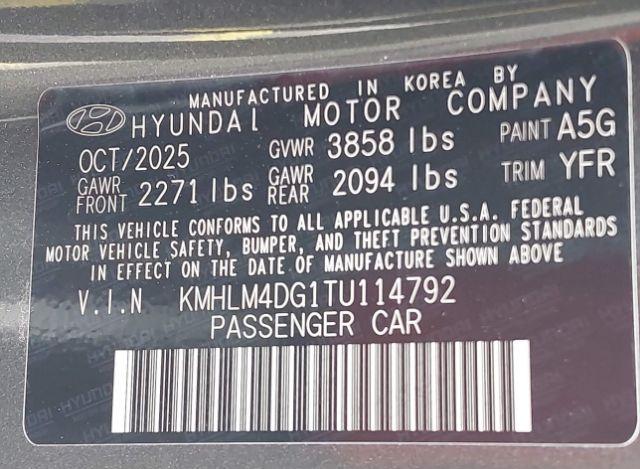 MANUFACTURED IN KOREA BY
HYUNDAI MOTOR COMPANY
OCT/2025 GVWR 3858 lbs PAINT A5G
GAWR FRONT 2271 lbs GAWR REAR 2094 lbs TRIM YFR
THIS VEHICLE CONFORMS TO ALL APPLICABLE U.S.A. FEDERAL
MOTOR VEHICLE SAFETY, BUMPER, AND THEFT PREVENTION STANDARDS
IN EFFECT ON THE DATE OF MANUFACTURE SHOWN ABOVE
V.I.N KMHLM4DG1TU114792
PASSENGER CAR